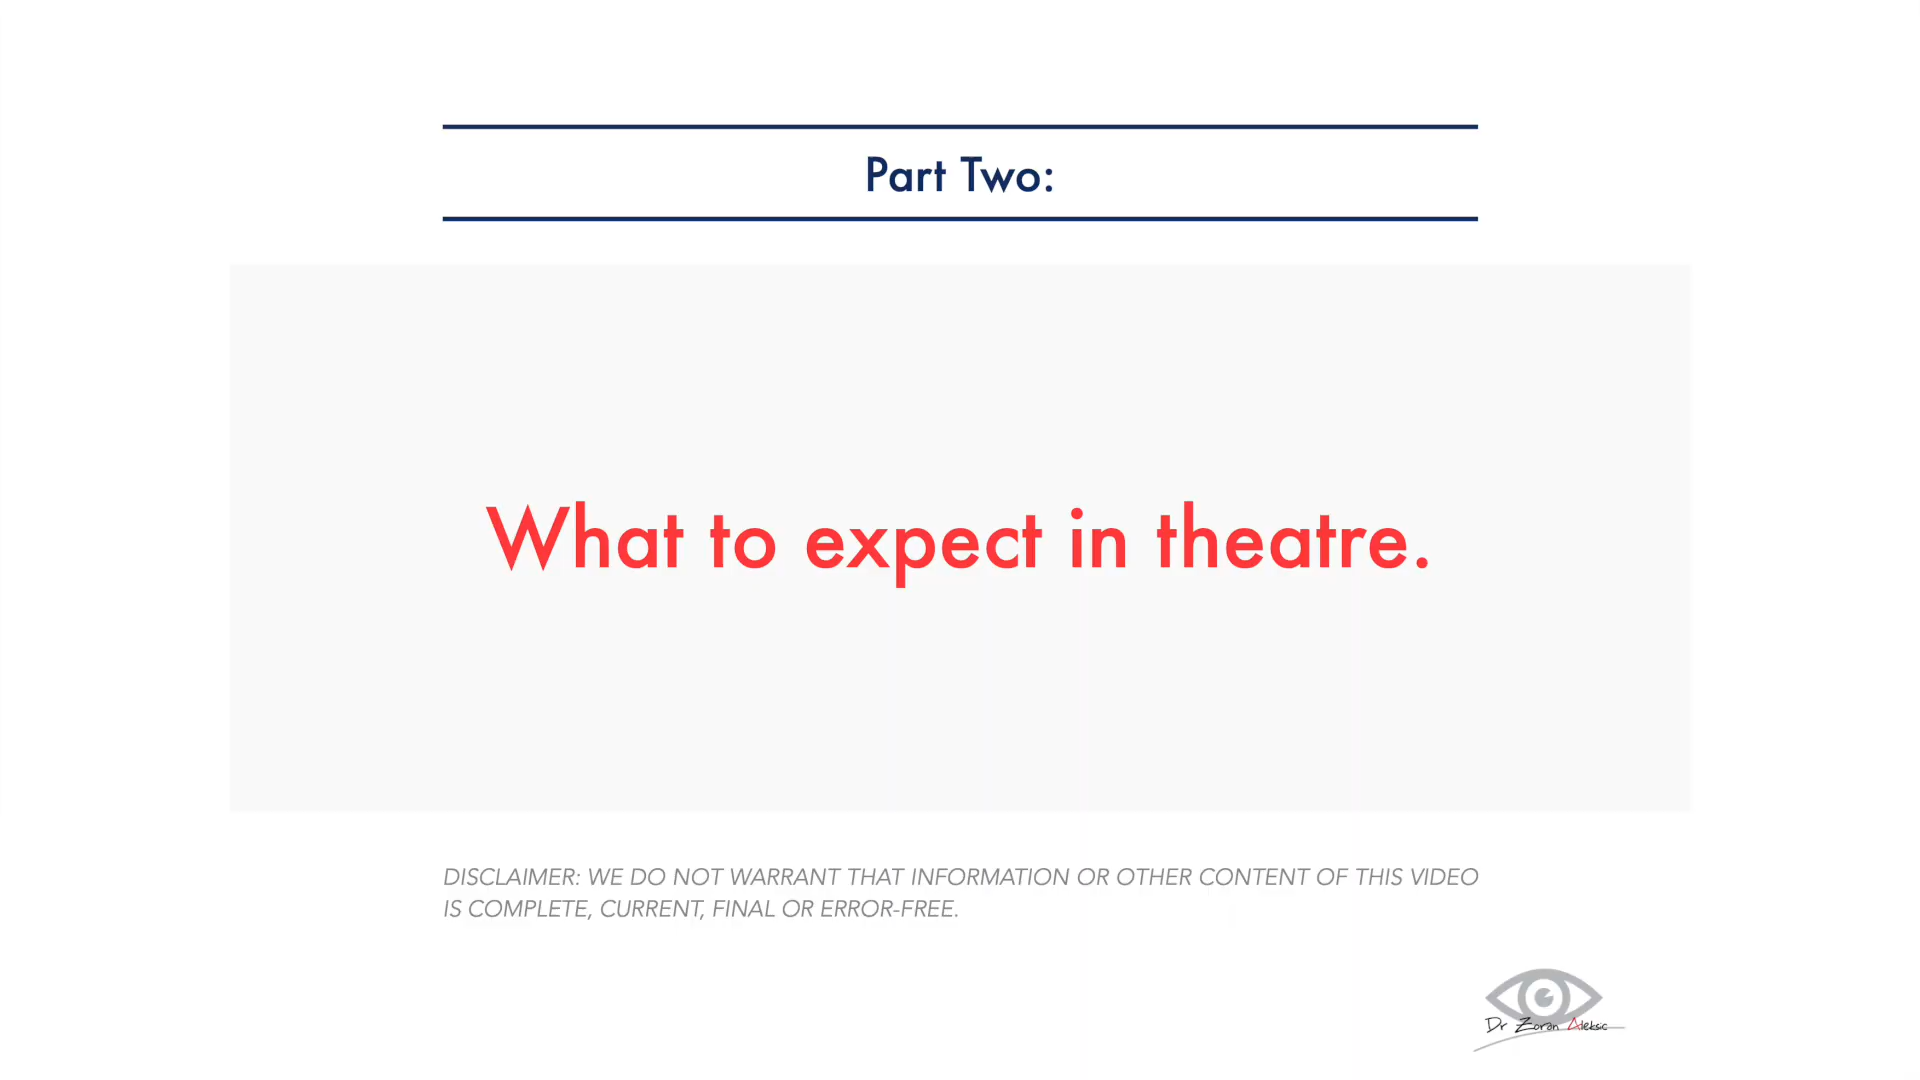 Part Two:
What to expect in theatre.
DISCLAIMER: WE DO NOT WARRANT THAT INFORMATION OR OTHER CONTENT OF THIS VIDEO
IS COMPLETE, CURRENT, FINAL OR ERROR-FREE.
Dr Zoran Aleksic